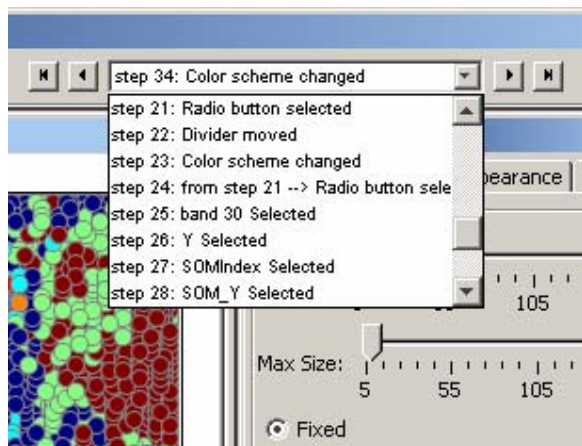 step 34: Color scheme changed
step 21: Radio button selected
step 22: Divider moved
step 23: Color scheme changed
step 24: from step 21 --> Radio button sele
pearance
step 25: band 30 Selected
step 26: Y Selected
step 27: SOMIndex Selected
step 28: SOM_Y Selected
105
Max Size:
5 55 105
Fixed